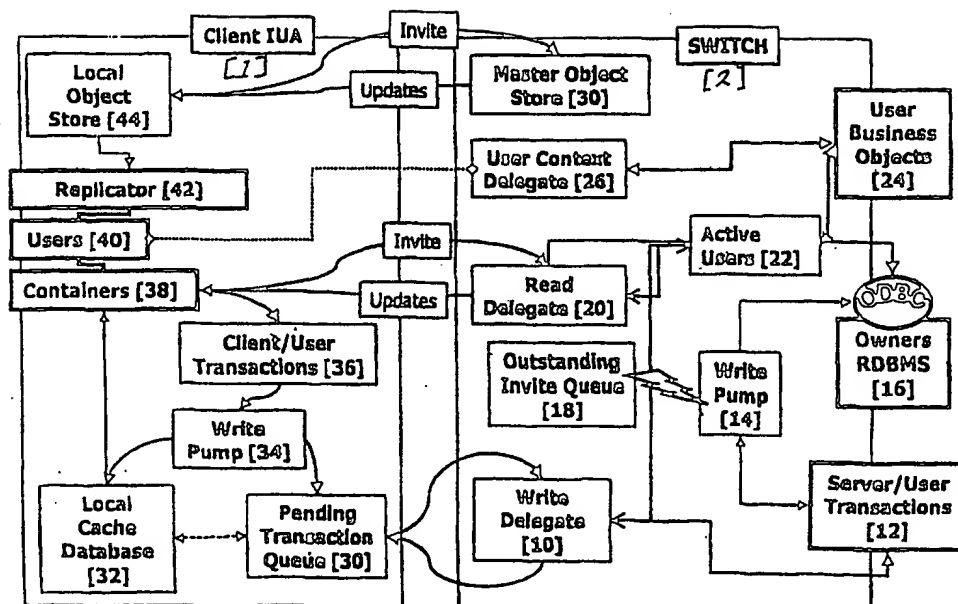 Client IUA
[1]
Invite
SWITCH
[2]
Local
Object
Store [44]
Updates
Master Object
Store [30]
User
Business
Objects
[24]
User Content
Delegate [26]
Replicator [42]
Users [40]
Invite
Active
Users [22]
Containers [38]
Updates
Read
Delegate [20]
ODBC
Owners
RDBMS
[16]
Client/User
Transactions [36]
Outstanding
Invite Queue
[18]
Write
Pump
[14]
Write
Pump [34]
Local
Cache
Database
[32]
Pending
Transaction
Queue [30]
Write
Delegate
[10]
Server/User
Transactions
[12]